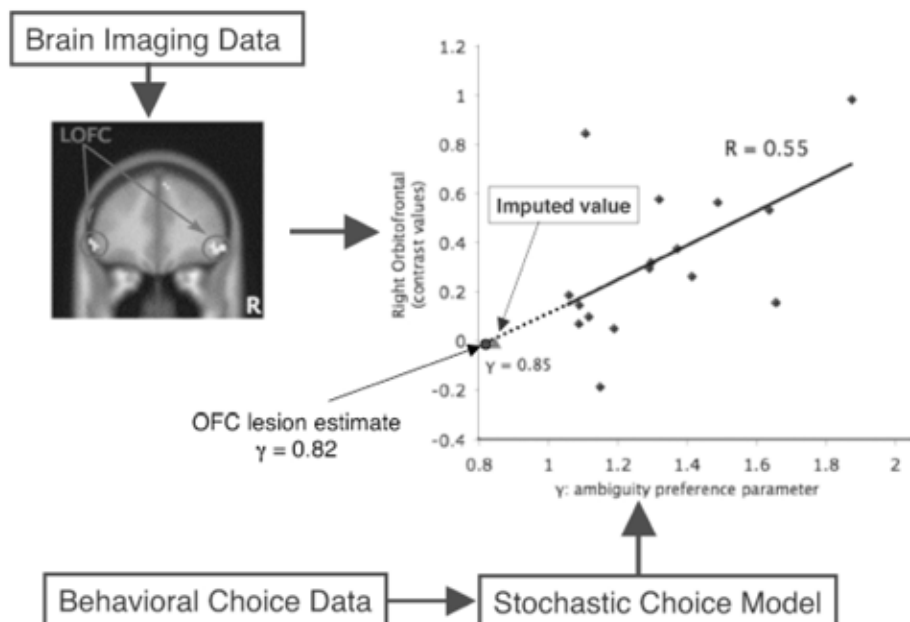 Brain Imaging Data
LOFC
R
1.2
1
0.8
0.6
0.4
0.2
0
-0.2
-0.4
Right Orbitofrontal
(contrast values)
R = 0.55
Imputed value
γ = 0.85
OFC lesion estimate
γ = 0.82
0.8 1 1.2 1.4 1.6 1.8 2
γ: ambiguity preference parameter
Behavioral Choice Data
Stochastic Choice Model